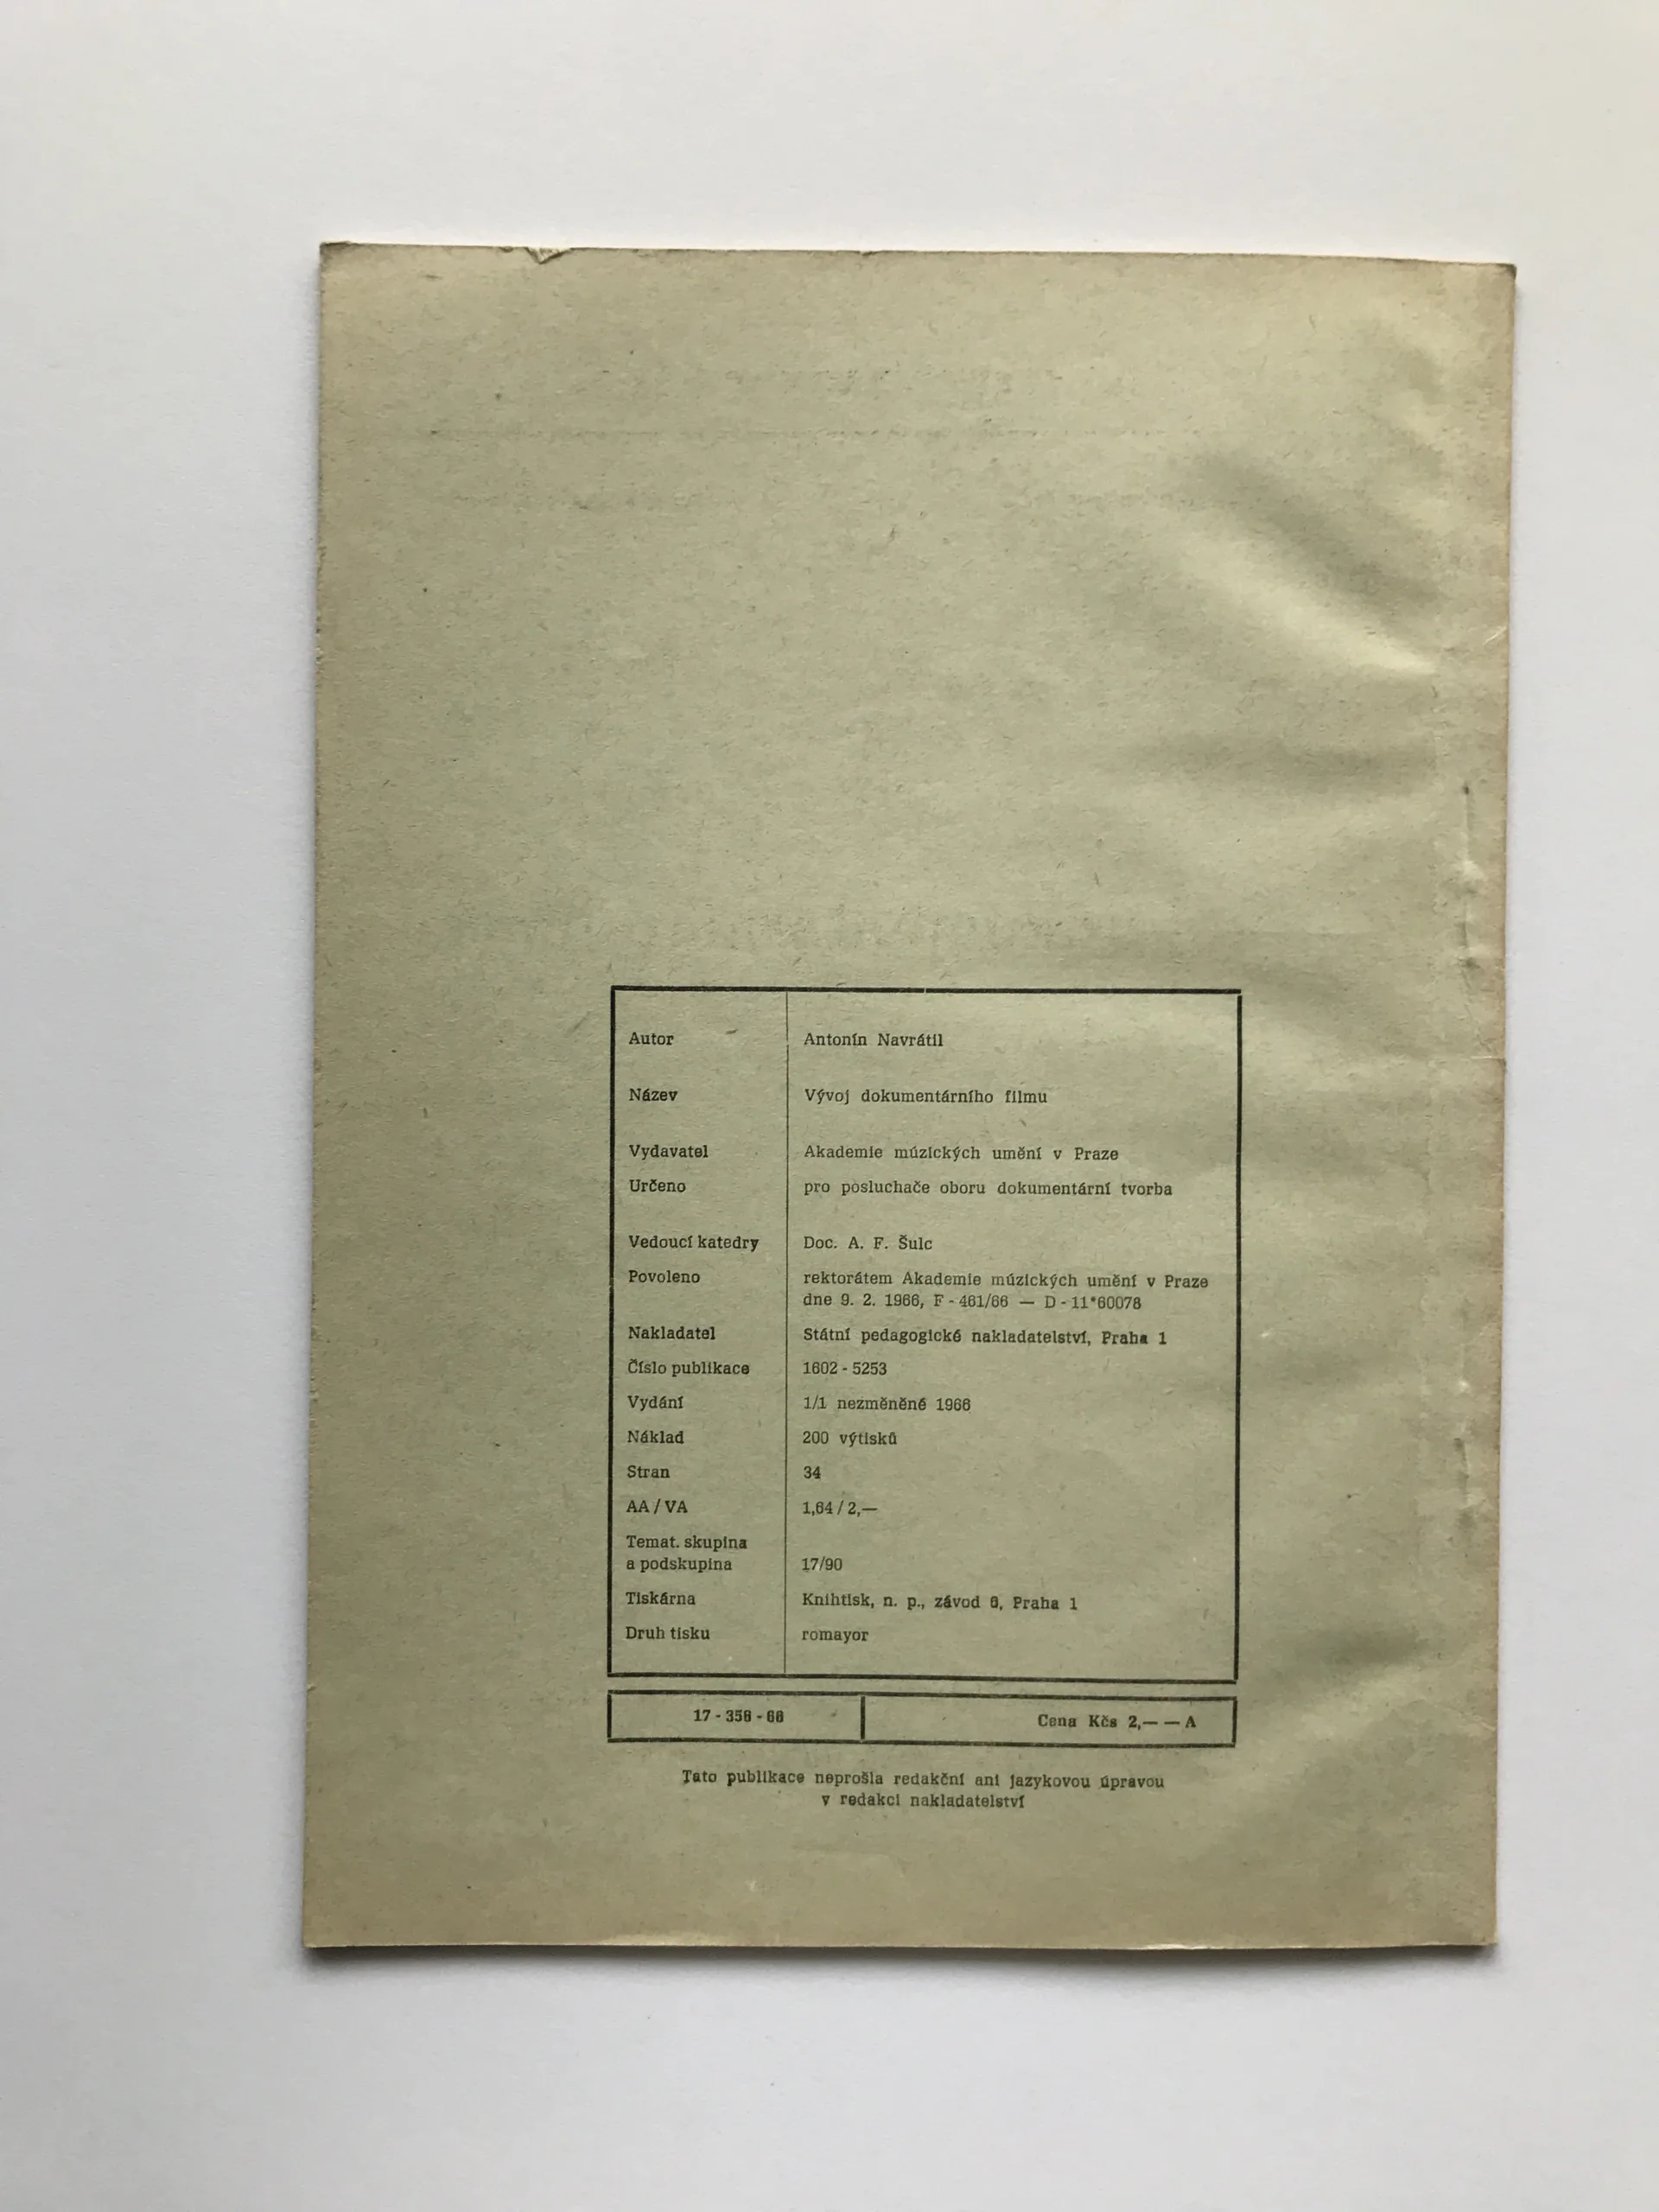 Autor Antonín Navrátil
Název Vývoj dokumentárního filmu
Vydavatel Akademie múzických umění v Praze
Určeno pro posluchače oboru dokumentární tvorba
Vedoucí katedry Doc. A. F. Šulc
Povoleno rektorátem Akademie múzických umění v Praze
dne 9. 2. 1966, F - 461/66 — D - 11*60078
Nakladatel Státní pedagogické nakladatelství, Praha 1
Číslo publikace 1602 - 5253
Vydání 1/1 nezměněné 1966
Náklad 200 výtisků
Stran 34
AA / VA 1,64 / 2,—
Temat. skupina
a podskupina 17/90
Tiskárna Knihtisk, n. p., závod 6, Praha 1
Druh tisku romayor
17 - 356 - 66 Cena Kčs 2,— — A
Tato publikace neprošla redakční ani jazykovou úpravou
v redakci nakladatelství